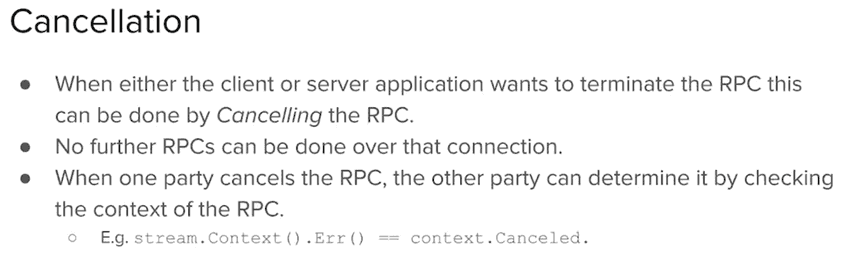 Cancellation
● When either the client or server application wants to terminate the RPC this
can be done by Cancelling the RPC.
● No further RPCs can be done over that connection.
● When one party cancels the RPC, the other party can determine it by checking
the context of the RPC.
○ E.g. stream.Context().Err() == context.Canceled.